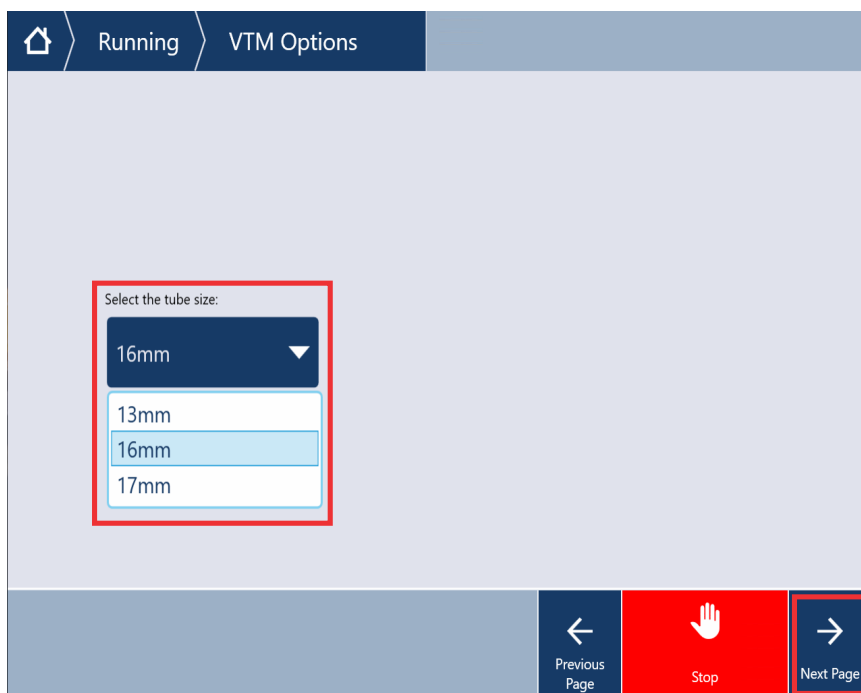 Running
VTM Options
Select the tube size:
16mm
13mm
16mm
17mm
Previous
Page
Stop
Next Page